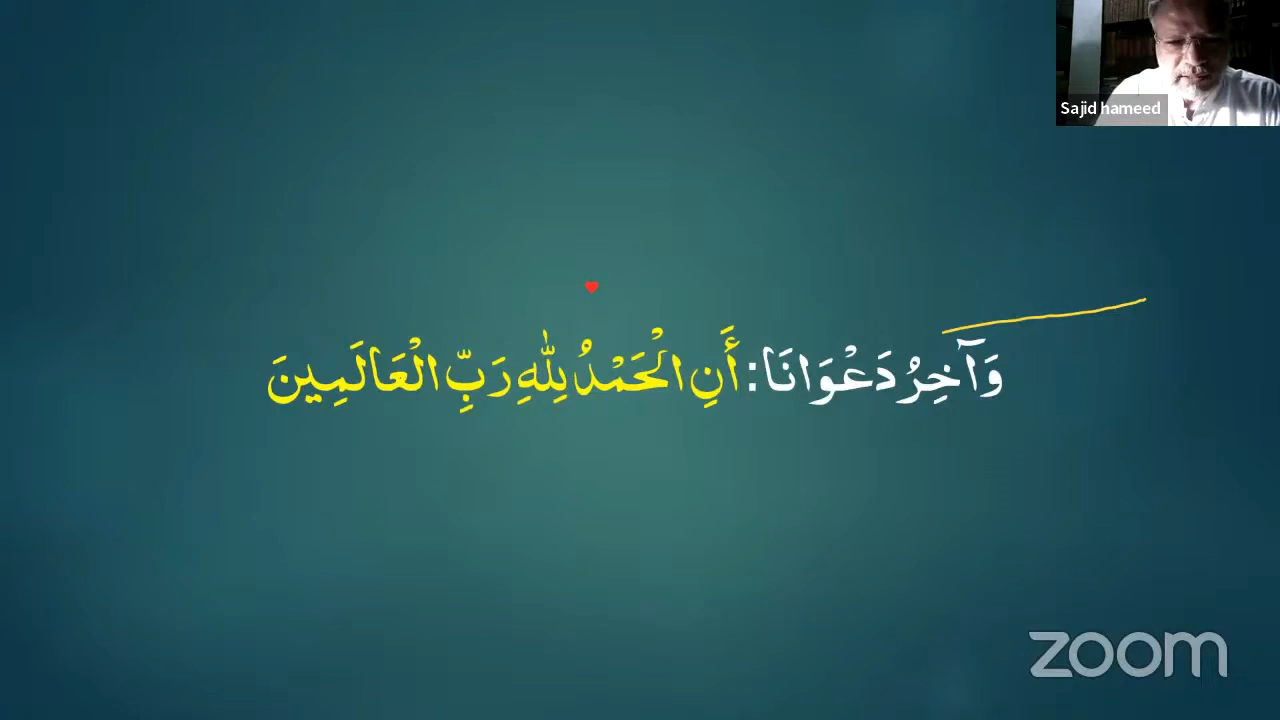 Sajid hameed
وَآخِرُ دَعْوَانَا: أَنِ الْحَمْدُ لِلّٰهِ رَبِّ الْعَالَمِينَ
zoom